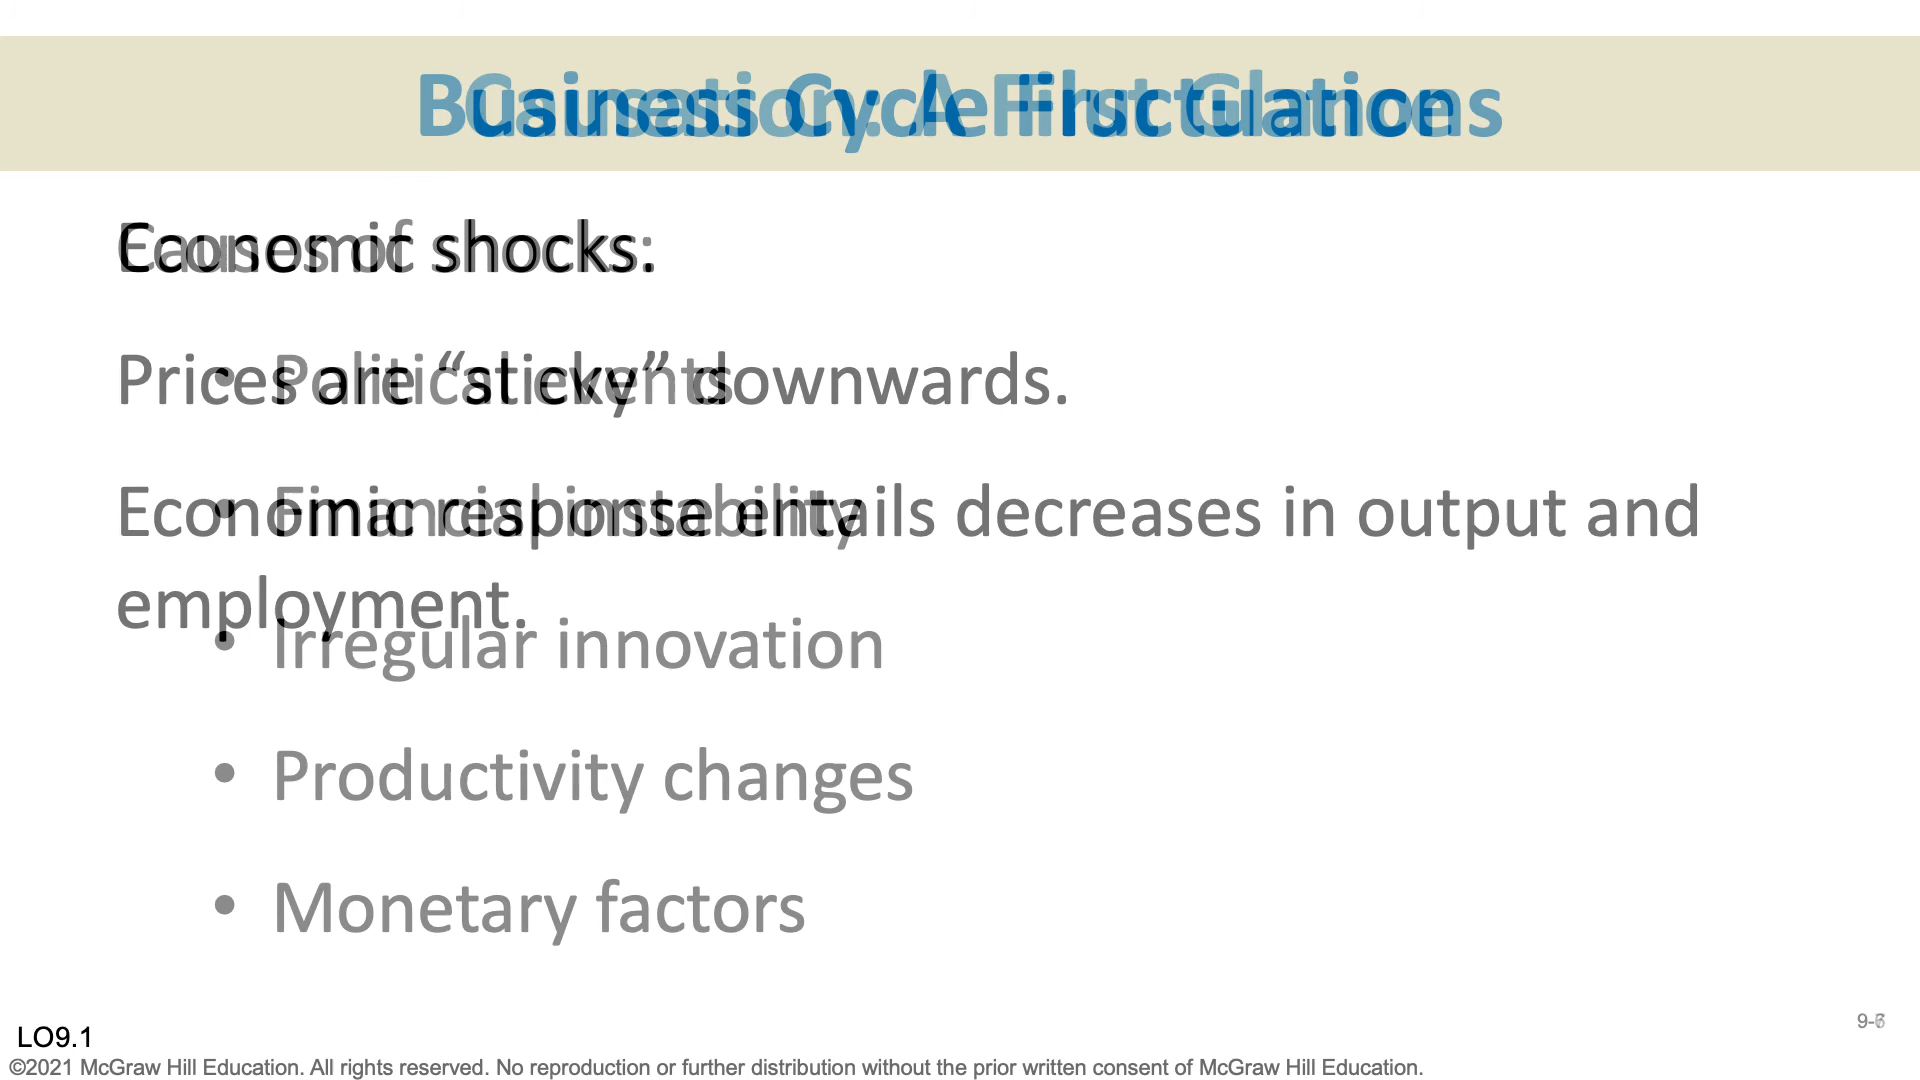 Business Cycle Fluctuations
Causation: A First Glance
Economic shocks.
Causes of shocks:
Prices are “sticky” downwards.
• Political events
Economic response entails decreases in output and
• Financial instability
employment.
• Irregular innovation
• Productivity changes
• Monetary factors
LO9.1
©2021 McGraw Hill Education. All rights reserved. No reproduction or further distribution without the prior written consent of McGraw Hill Education.